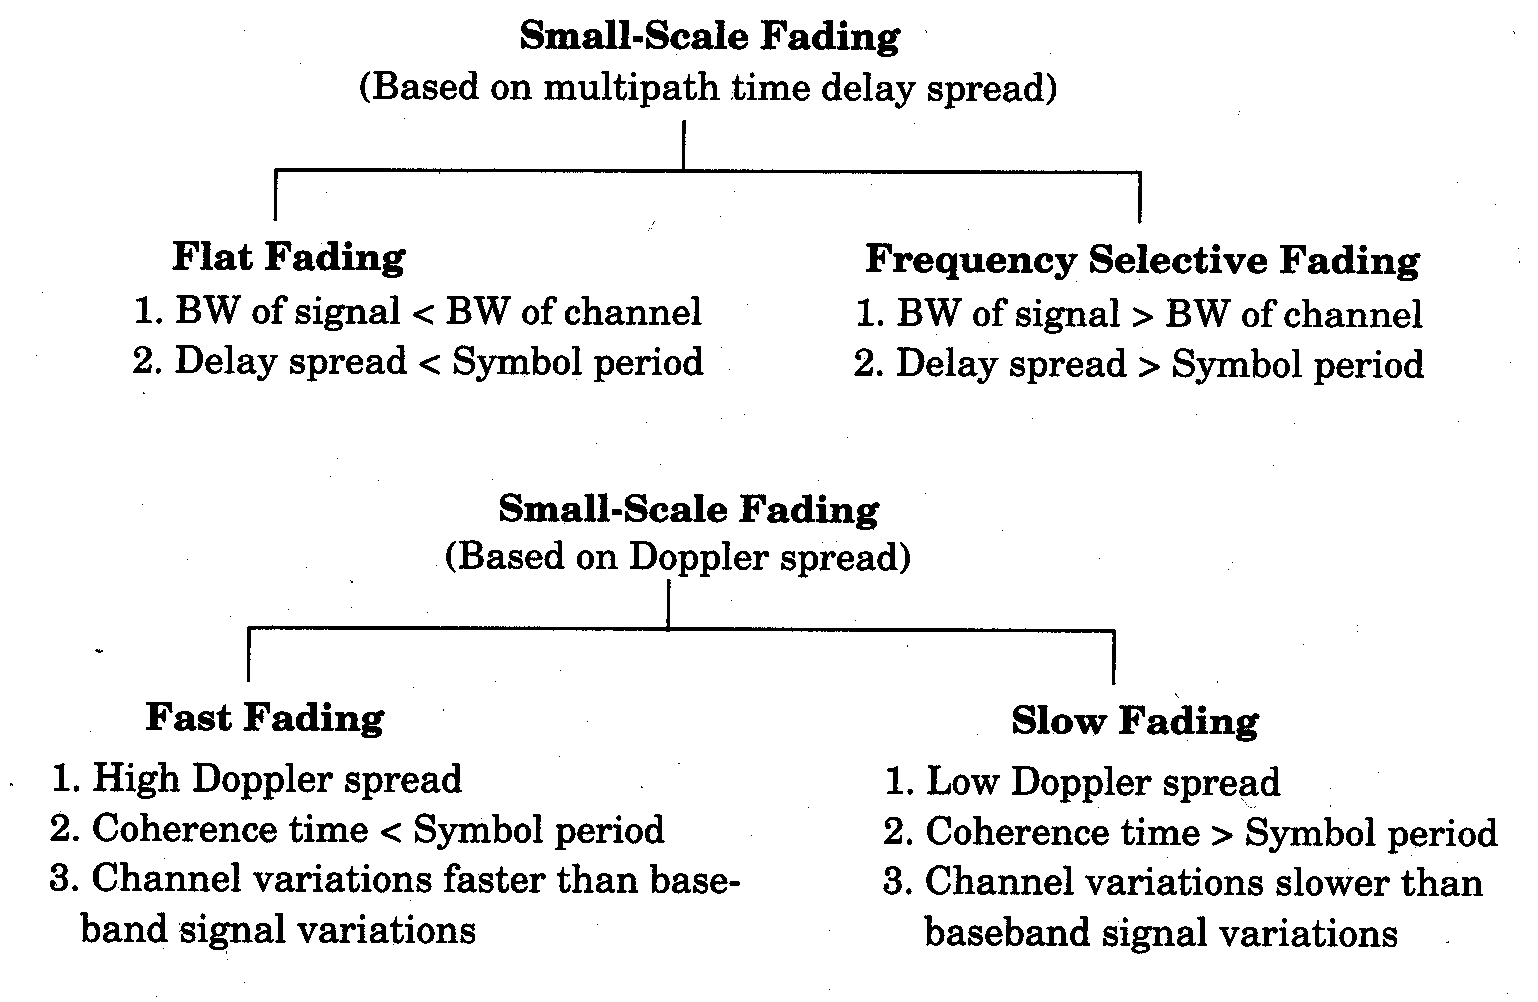 Small-Scale Fading
(Based on multipath time delay spread)
Flat Fading
1. BW of signal < BW of channel
2. Delay spread < Symbol period
Frequency Selective Fading
1. BW of signal > BW of channel
2. Delay spread > Symbol period
Small-Scale Fading
(Based on Doppler spread)
Fast Fading
1. High Doppler spread
2. Coherence time < Symbol period
3. Channel variations faster than base-
band signal variations
Slow Fading
1. Low Doppler spread
2. Coherence time > Symbol period
3. Channel variations slower than
baseband signal variations